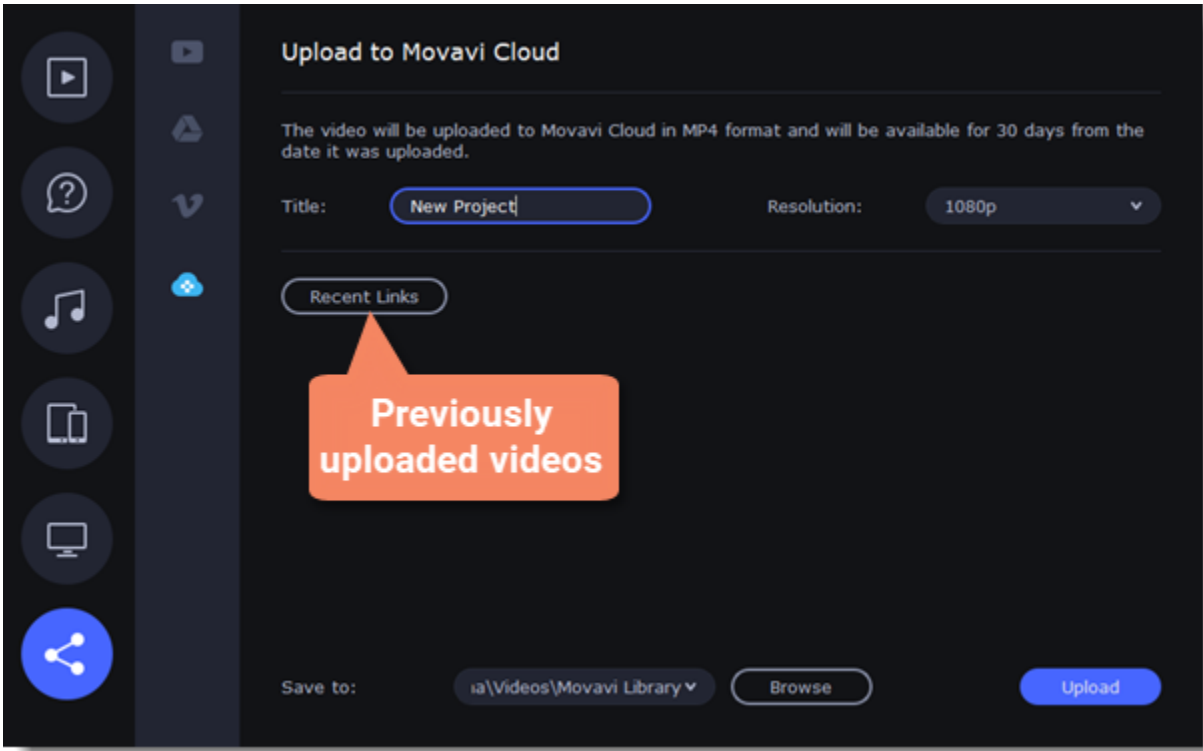 Upload to Movavi Cloud
The video will be uploaded to Movavi Cloud in MP4 format and will be available for 30 days from the
date it was uploaded.
Title: New Project Resolution: 1080p
Recent Links
Previously
uploaded videos
Save to: ıa\Videos\Movavi Library Browse Upload